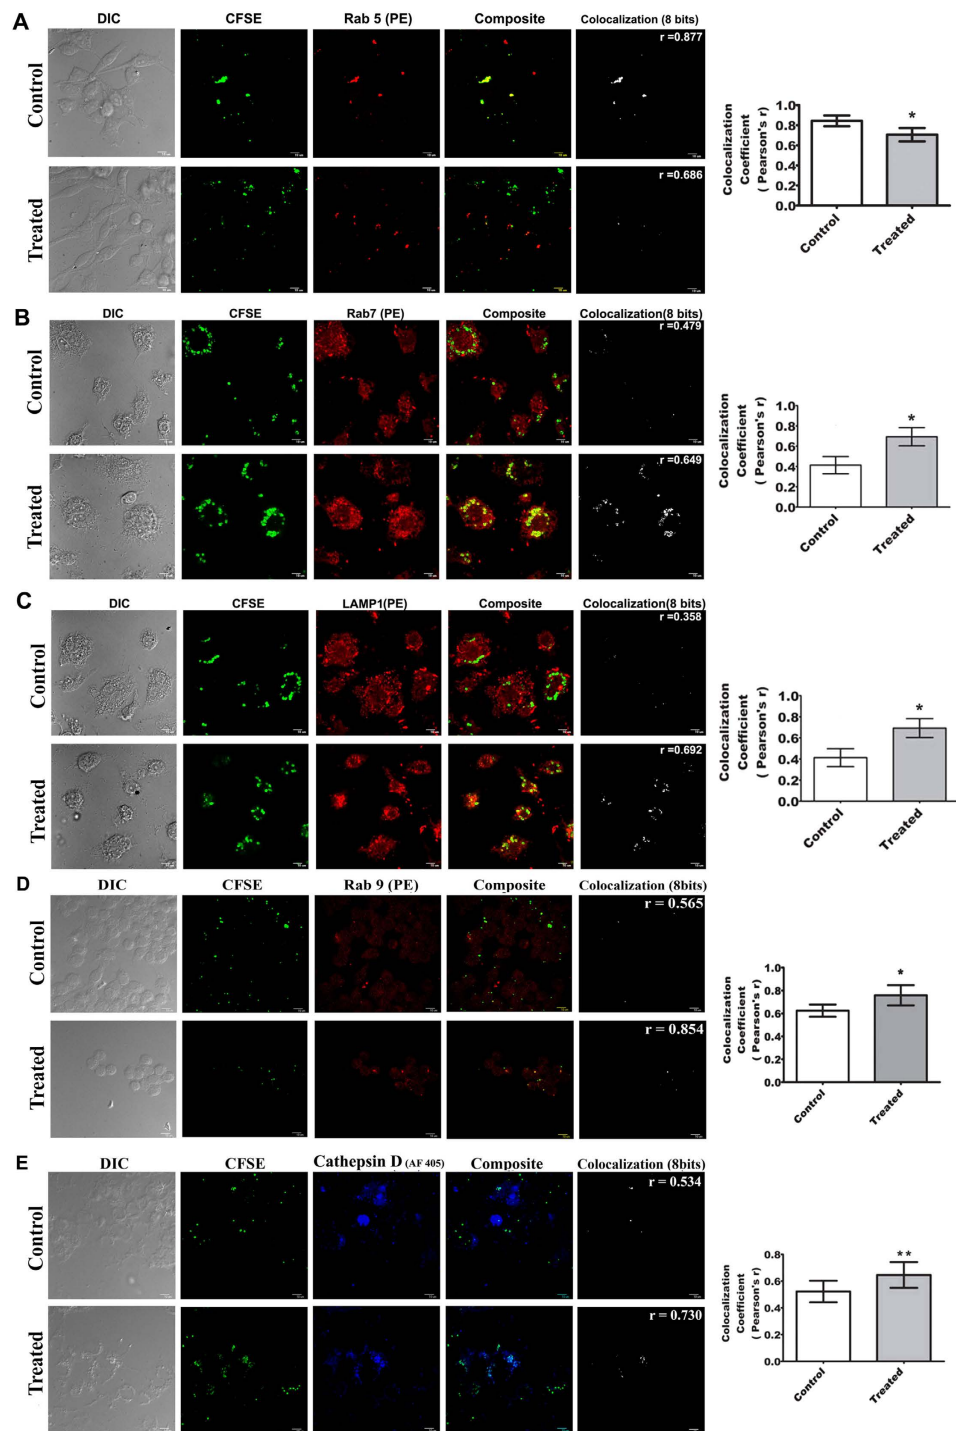 A
DIC CFSE Rab 5 (PE) Composite Colocalization (8 bits)
Control
r =0.877
Treated
r =0.686
Colocalization
Coefficient
( Pearson's r)
1.0
0.8
0.6
0.4
0.2
0.0
*
Control Treated
B
DIC CFSE Rab7 (PE) Composite Colocalization(8 bits)
Control
r =0.479
Treated
r =0.649
Colocalization
Coefficient
( Pearson's r)
1.0
0.8
0.6
0.4
0.2
0.0
*
Control Treated
C
DIC CFSE LAMP1(PE) Composite Colocalization(8 bits)
Control
r =0.358
Treated
r =0.692
Colocalization
Coefficient
( Pearson's r)
1.0
0.8
0.6
0.4
0.2
0.0
*
Control Treated
D
DIC CFSE Rab 9 (PE) Composite Colocalization (8bits)
Control
r = 0.565
Treated
r = 0.854
Colocalization
Coefficient
( Pearson's r)
1.0
0.8
0.6
0.4
0.2
0.0
*
Control Treated
E
DIC CFSE Cathepsin D (AF 405) Composite Colocalization (8bits)
Control
r = 0.534
Treated
r = 0.730
Colocalization
Coefficient
( Pearson's r)
0.8
0.6
0.4
0.2
0.0
**
Control Treated